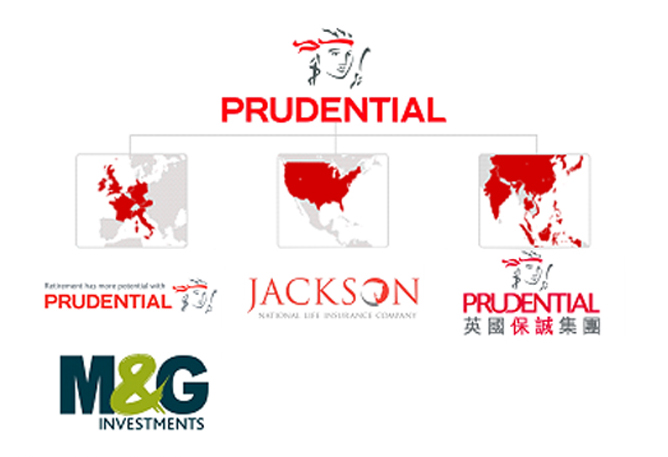 PRUDENTIAL
Retirement has more potential with
PRUDENTIAL
JACKSON
NATIONAL LIFE INSURANCE COMPANY
PRUDENTIAL
英國保誠集團
M&G
INVESTMENTS